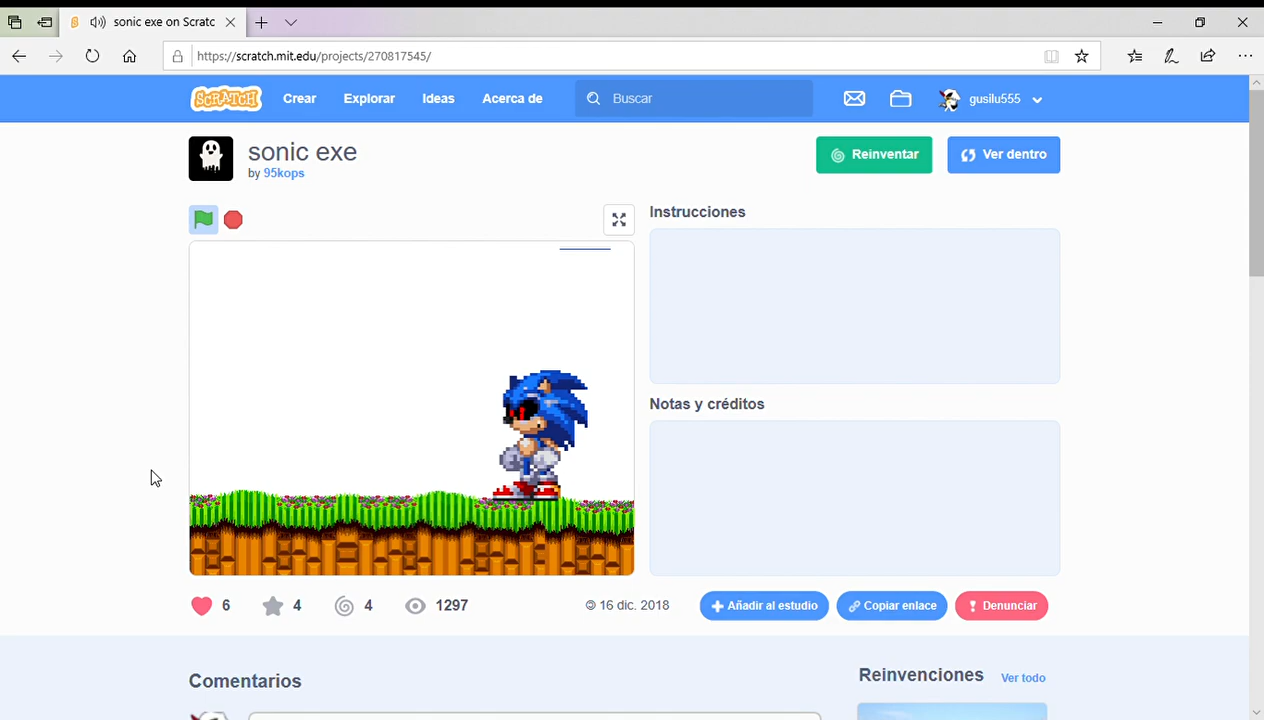 sonic exe on Scratc
https://scratch.mit.edu/projects/270817545/
SCRATCH
Crear
Explorar
Ideas
Acerca de
Buscar
gusilu555
sonic exe
by 95kops
Reinventar
Ver dentro
Instrucciones
Notas y créditos
6
4
4
1297
© 16 dic. 2018
Añadir al estudio
Copiar enlace
Denunciar
Comentarios
Reinvenciones
Ver todo